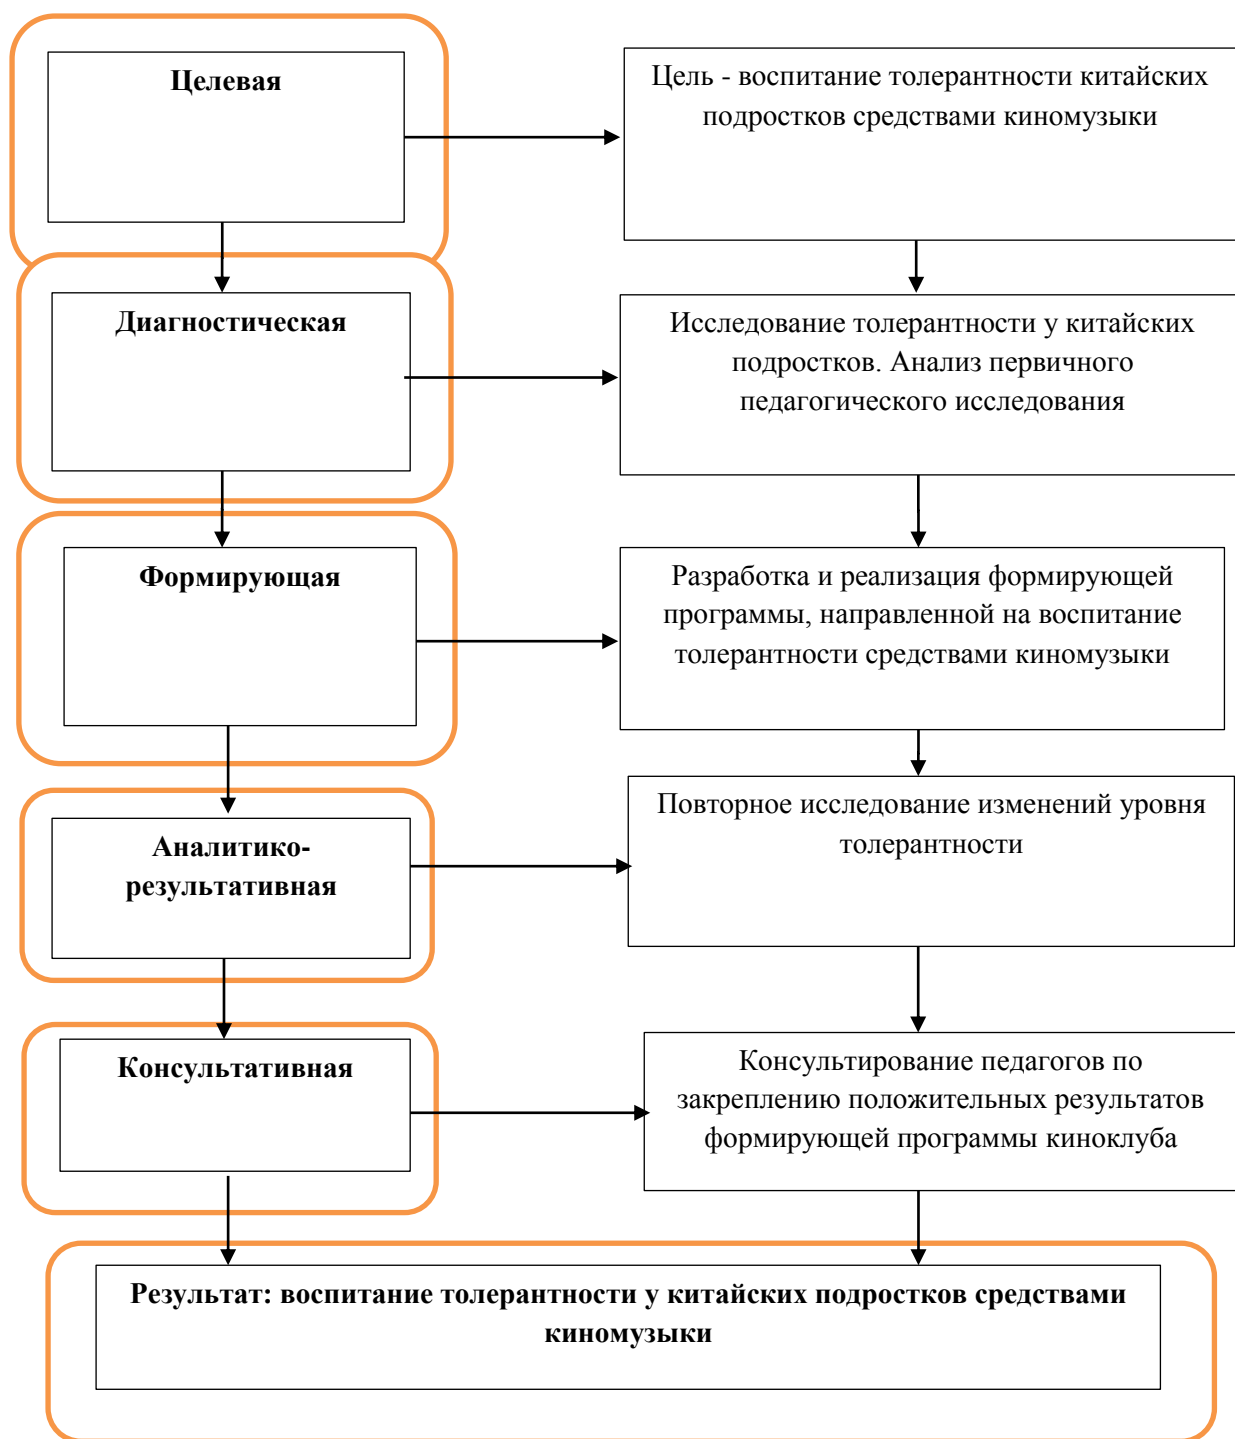 Целевая
Цель - воспитание толерантности китайских
подростков средствами киномузыки
Диагностическая
Исследование толерантности у китайских
подростков. Анализ первичного
педагогического исследования
Формирующая
Разработка и реализация формирующей
программы, направленной на воспитание
толерантности средствами киномузыки
Аналитико-
результативная
Повторное исследование изменений уровня
толерантности
Консультативная
Консультирование педагогов по
закреплению положительных результатов
формирующей программы киноклуба
Результат: воспитание толерантности у китайских подростков средствами
киномузыки